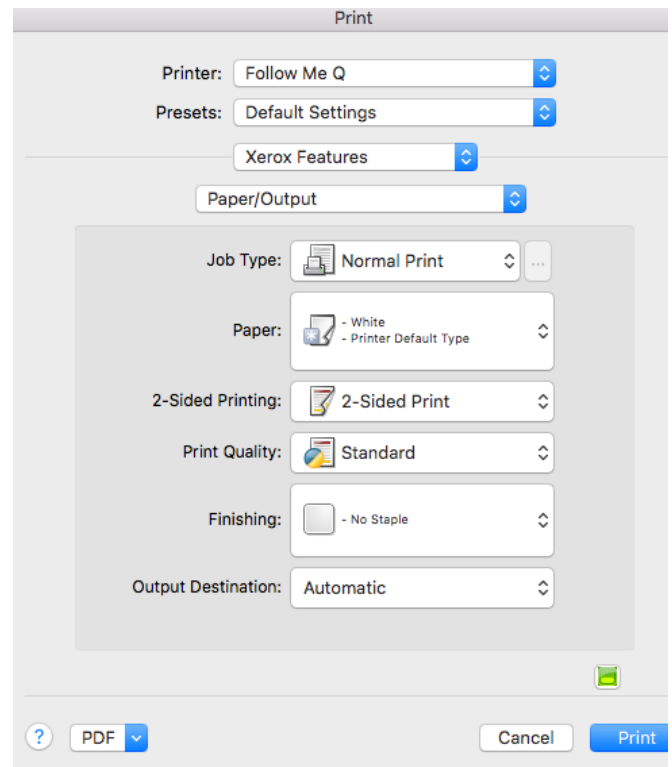 Print
Printer: Follow Me Q
Presets: Default Settings
Xerox Features
Paper/Output
Job Type: Normal Print ...
Paper: - White
- Printer Default Type
2-Sided Printing: 2-Sided Print
Print Quality: Standard
Finishing: - No Staple
Output Destination: Automatic
? PDF Cancel Print